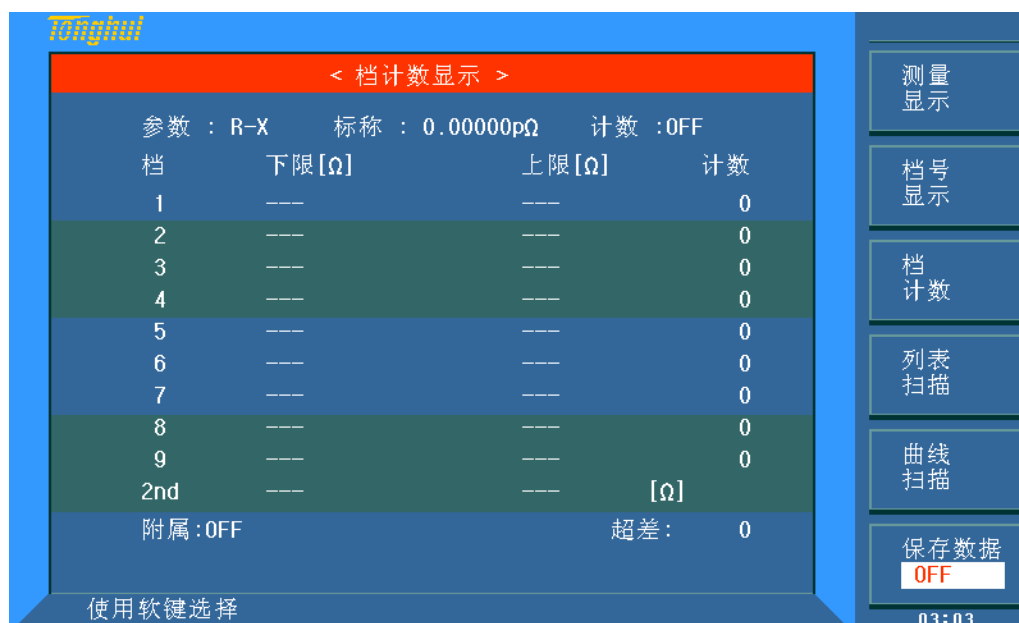 Tonghui
< 档计数显示 >
参数 : R-X 标称 : 0.00000pΩ 计数 :OFF
档 下限[Ω] 上限[Ω] 计数
1 --- --- 0
2 --- --- 0
3 --- --- 0
4 --- --- 0
5 --- --- 0
6 --- --- 0
7 --- --- 0
8 --- --- 0
9 --- --- 0
2nd --- --- [Ω]
附属:OFF 超差: 0
使用软键选择
测量
显示
档号
显示
档
计数
列表
扫描
曲线
扫描
保存数据
OFF
03:03